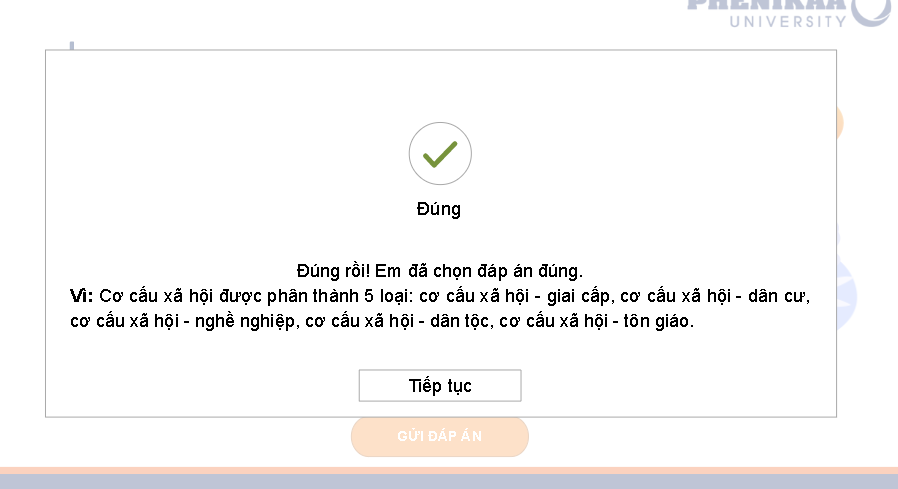 PHENIKAA
UNIVERSITY
Đúng
Đúng rồi! Em đã chọn đáp án đúng.
Vì: Cơ cấu xã hội được phân thành 5 loại: cơ cấu xã hội - giai cấp, cơ cấu xã hội - dân cư,
cơ cấu xã hội - nghề nghiệp, cơ cấu xã hội - dân tộc, cơ cấu xã hội - tôn giáo.
Tiếp tục
GỬI ĐÁP ÁN